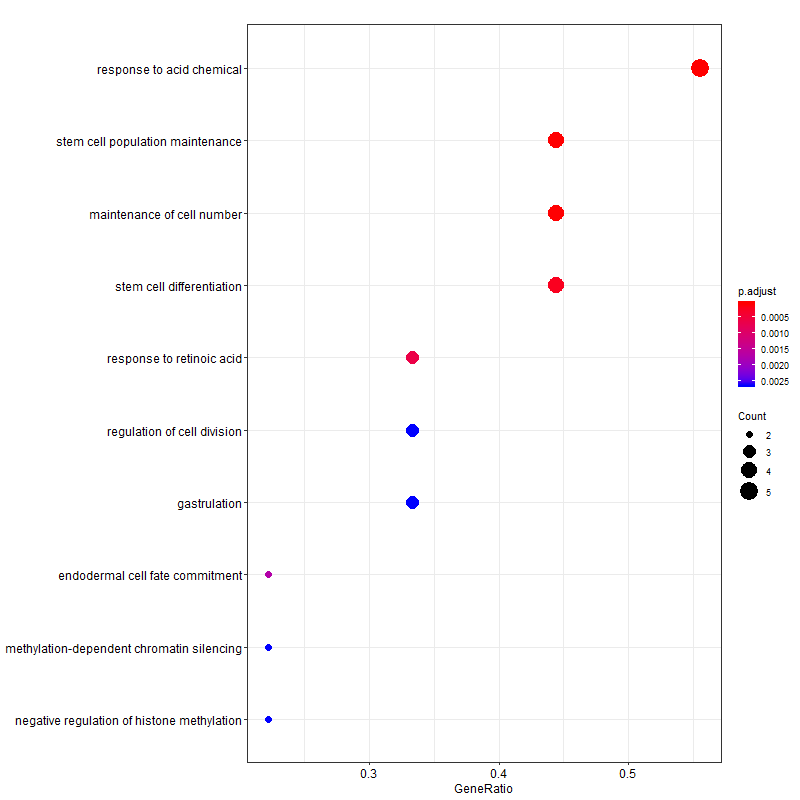 response to acid chemical
stem cell population maintenance
maintenance of cell number
stem cell differentiation
response to retinoic acid
regulation of cell division
gastrulation
endodermal cell fate commitment
methylation-dependent chromatin silencing
negative regulation of histone methylation
0.3 0.4 0.5
GeneRatio
p.adjust
0.0005
0.0010
0.0015
0.0020
0.0025
Count
2
3
4
5